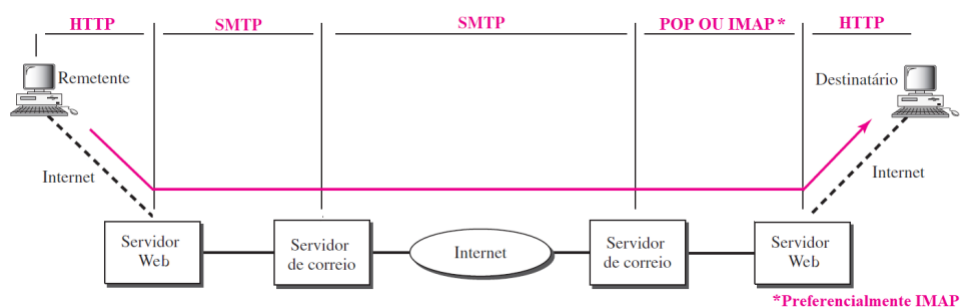 HTTP
SMTP
SMTP
POP OU IMAP*
HTTP
Remetente
Destinatário
Internet
Internet
Servidor
Web
Servidor
de correio
Internet
Servidor
de correio
Servidor
Web
*Preferencialmente IMAP